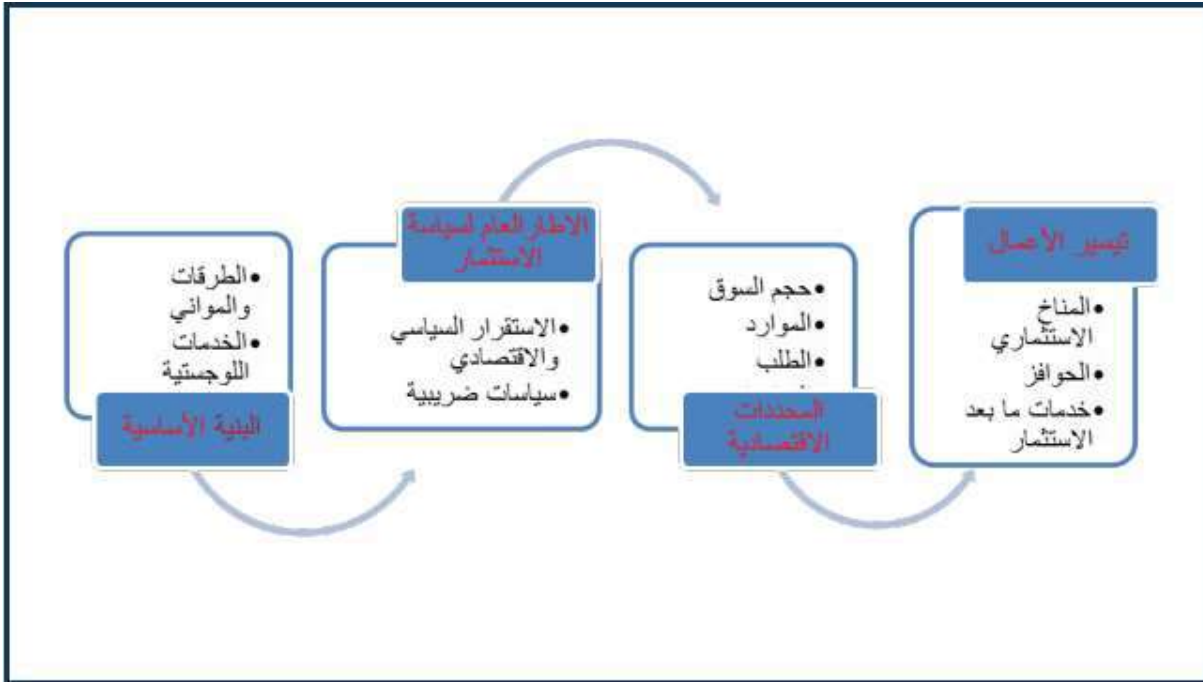 البنية الأساسية
•الطرقات
والمواني
•الخدمات
اللوجستية
الاطار العام لسياسة
الاستثمار
•الاستقرار السياسي
والاقتصادي
•سياسات ضريبية
المحددات
الاقتصادية
•حجم السوق
•الموارد
•الطلب
تيسير الأعمال
•المناخ
الاستثماري
•الحوافز
•خدمات ما بعد
الاستثمار